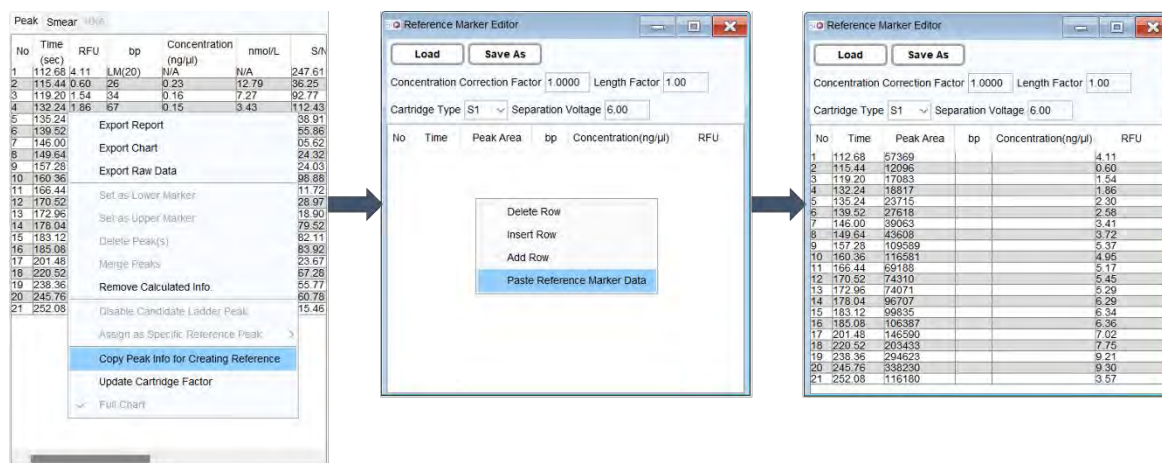 Peak Smear
No Time (sec) RFU bp Concentration (ng/µl) nmol/L S/N
1 112.68 4.11 LM(20) N/A N/A 247.61
2 115.44 0.60 26 0.23 12.79 36.25
3 119.20 1.54 34 0.16 7.27 92.77
4 132.24 1.86 67 0.15 3.43 112.43
5 135.24 38.91
6 139.52 55.86
7 146.00 05.62
8 149.64 24.32
9 157.28 24.03
10 160.36 98.88
11 166.44 11.72
12 170.52 28.97
13 172.96 18.90
14 178.04 79.52
15 183.12 82.11
16 185.08 83.92
17 201.48 23.67
18 220.52 67.28
19 238.36 55.77
20 245.76 60.78
21 252.08 15.46
Export Report
Export Chart
Export Raw Data
Set as Lower Marker
Set as Upper Marker
Delete Peak(s)
Merge Peaks
Remove Calculated Info.
Disable Candidate Ladder Peak
Assign as Specific Reference Peak
Copy Peak Info for Creating Reference
Update Cartridge Factor
Full Chart
Reference Marker Editor
Load Save As
Concentration Correction Factor 1.0000 Length Factor 1.00
Cartridge Type S1 Separation Voltage 6.00
No Time Peak Area bp Concentration(ng/µl) RFU
Delete Row
Insert Row
Add Row
Paste Reference Marker Data
Reference Marker Editor
Load Save As
Concentration Correction Factor 1.0000 Length Factor 1.00
Cartridge Type S1 Separation Voltage 6.00
No Time Peak Area bp Concentration(ng/µl) RFU
1 112.68 57369 4.11
2 115.44 12096 0.60
3 119.20 17083 1.54
4 132.24 18817 1.86
5 135.24 23715 2.30
6 139.52 27618 2.58
7 146.00 39063 3.41
8 149.64 43608 3.72
9 157.28 109589 5.37
10 160.36 116581 4.95
11 166.44 69188 5.17
12 170.52 74310 5.45
13 172.96 74071 5.29
14 178.04 96707 6.29
15 183.12 99835 6.34
16 185.08 106387 6.36
17 201.48 146590 7.02
18 220.52 203433 7.75
19 238.36 294623 9.21
20 245.76 338230 9.30
21 252.08 116180 3.57